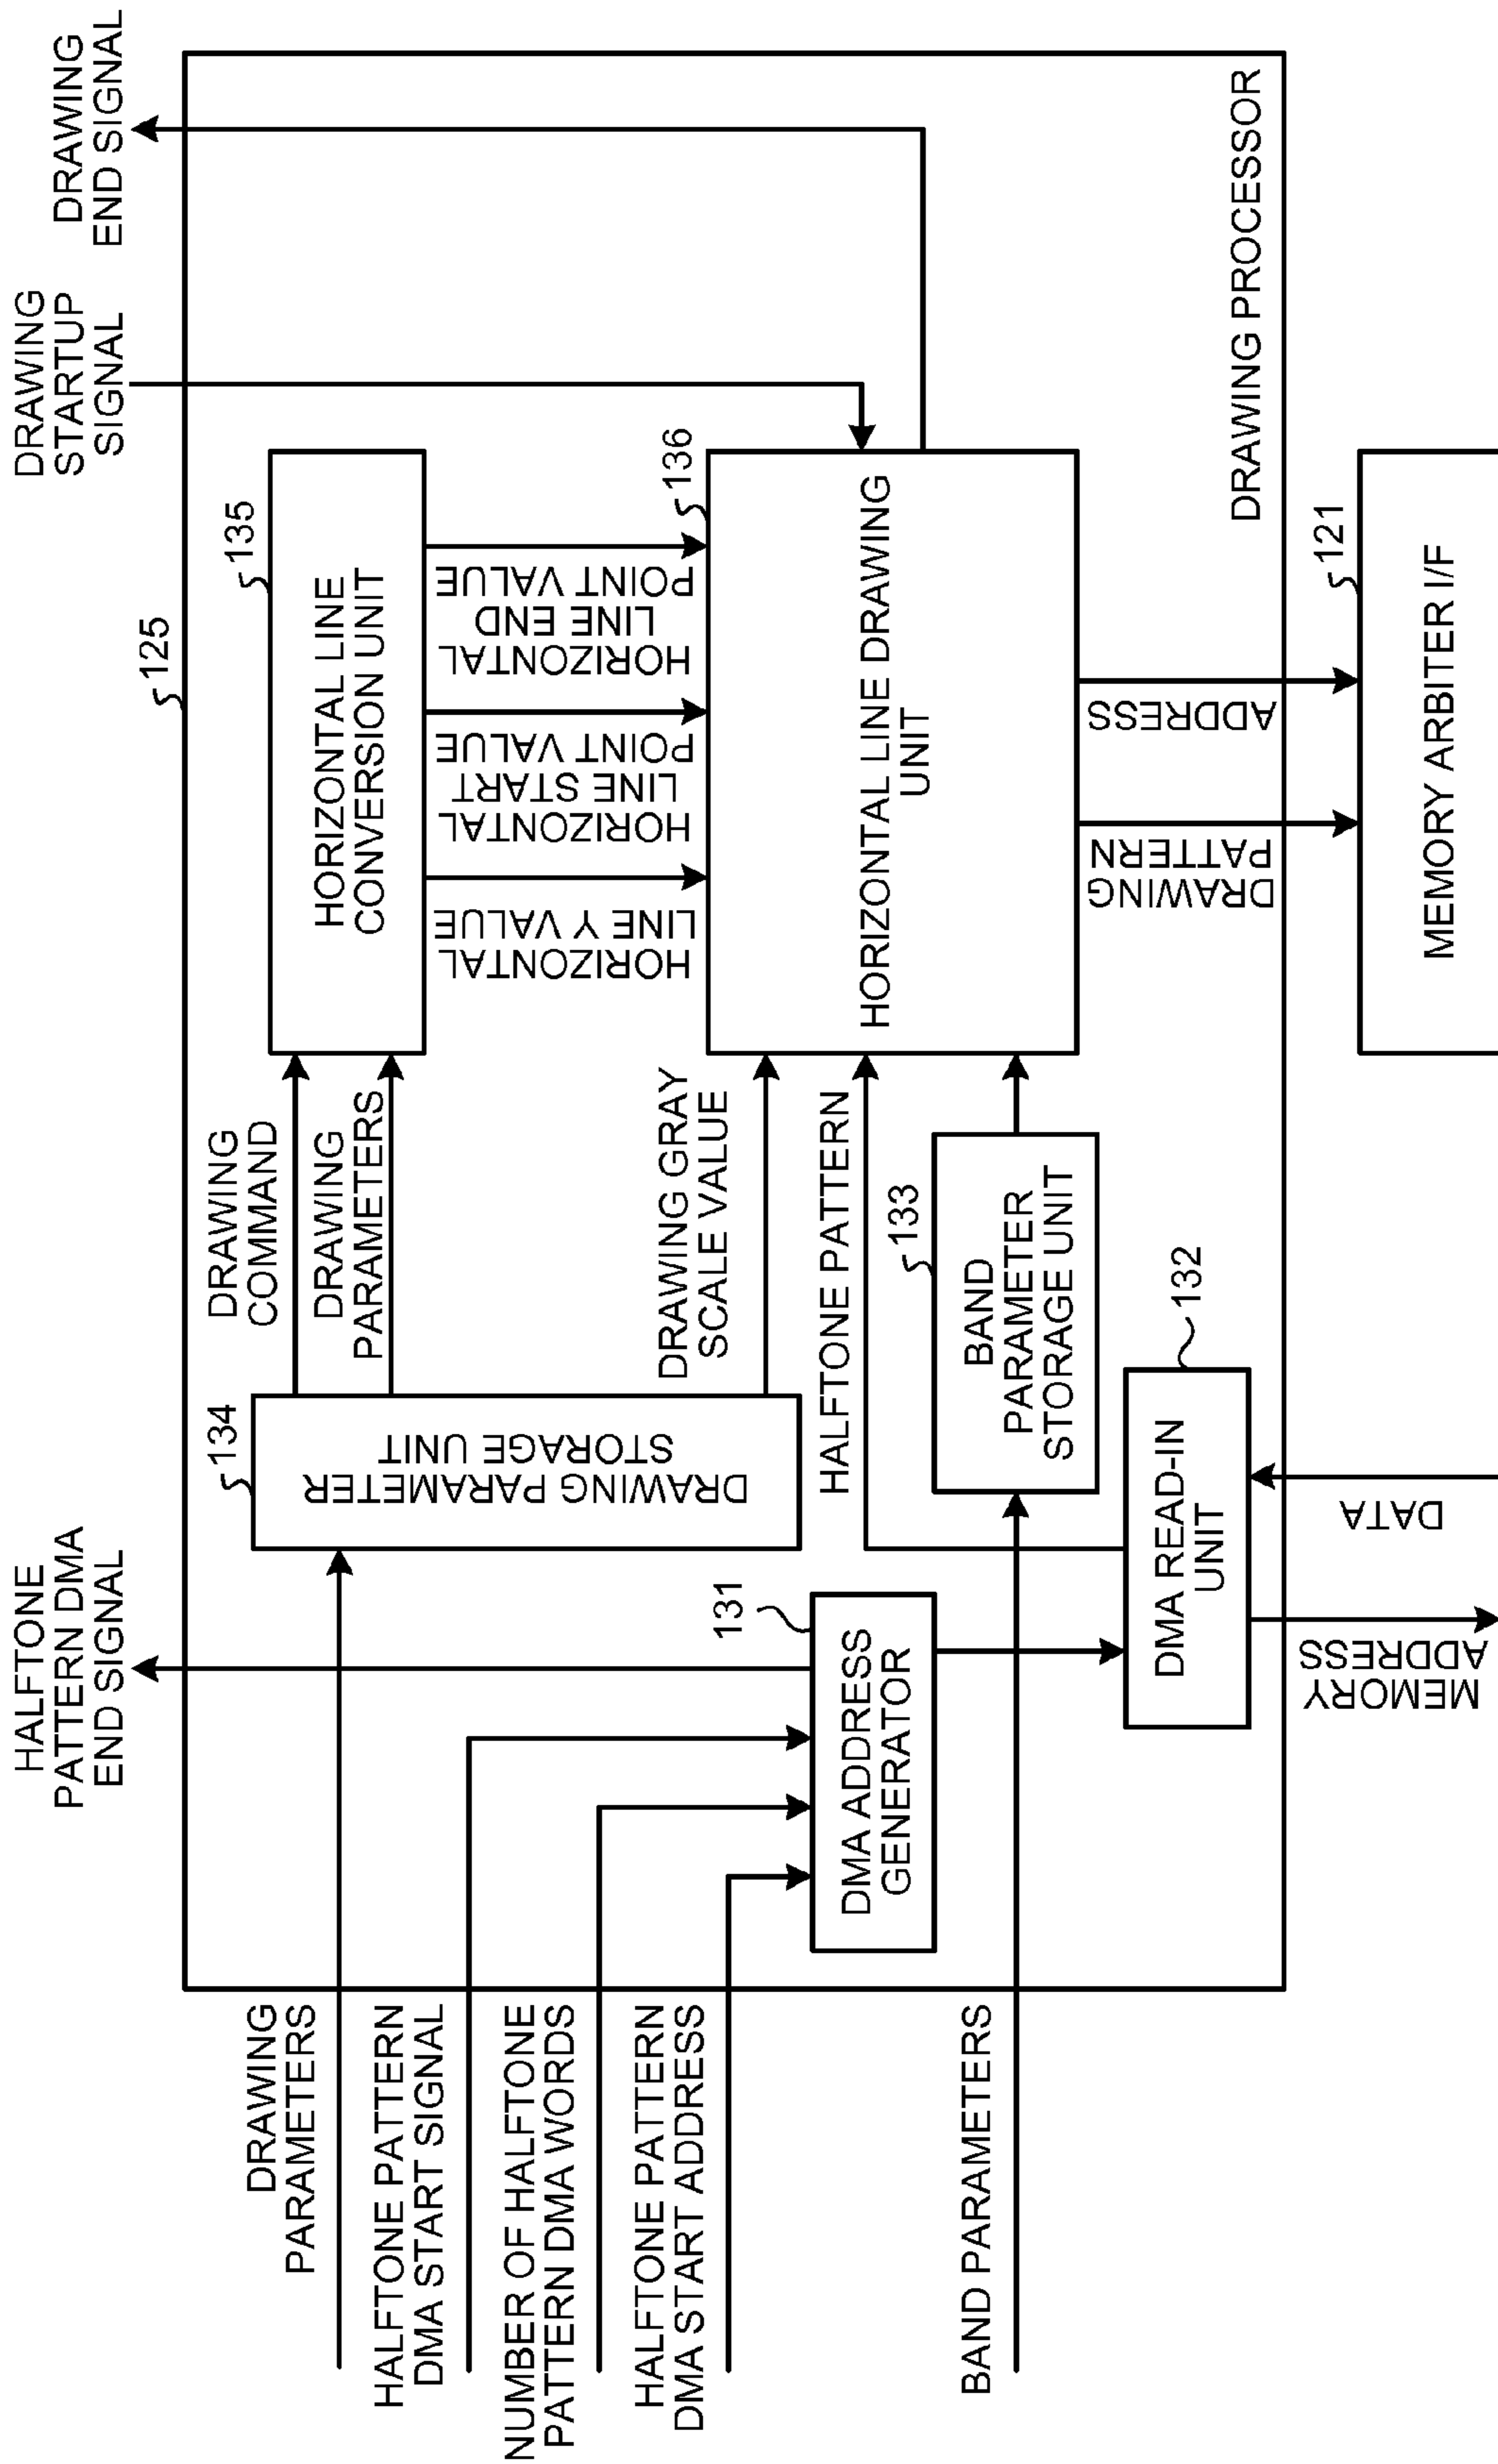 HALFTONE
PATTERN DMA
END SIGNAL
DRAWING
STARTUP
SIGNAL
DRAWING
END SIGNAL
125
DRAWING
PARAMETERS
HALFTONE PATTERN
DMA START SIGNAL
NUMBER OF HALFTONE
PATTERN DMA WORDS
HALFTONE PATTERN
DMA START ADDRESS
BAND PARAMETERS
134
DRAWING PARAMETER
STORAGE UNIT
DRAWING
COMMAND
DRAWING
PARAMETERS
135
HORIZONTAL LINE
CONVERSION UNIT
HORIZONTAL
LINE Y VALUE
HORIZONTAL
LINE START
POINT VALUE
HORIZONTAL
LINE END
POINT VALUE
131
DMA ADDRESS
GENERATOR
DRAWING GRAY
SCALE VALUE
HALFTONE PATTERN
133
BAND
PARAMETER
STORAGE UNIT
136
HORIZONTAL LINE DRAWING
UNIT
132
DMA READ-IN
UNIT
DRAWING
PATTERN
ADDRESS
DRAWING PROCESSOR
MEMORY
ADDRESS
DATA
121
MEMORY ARBITER I/F